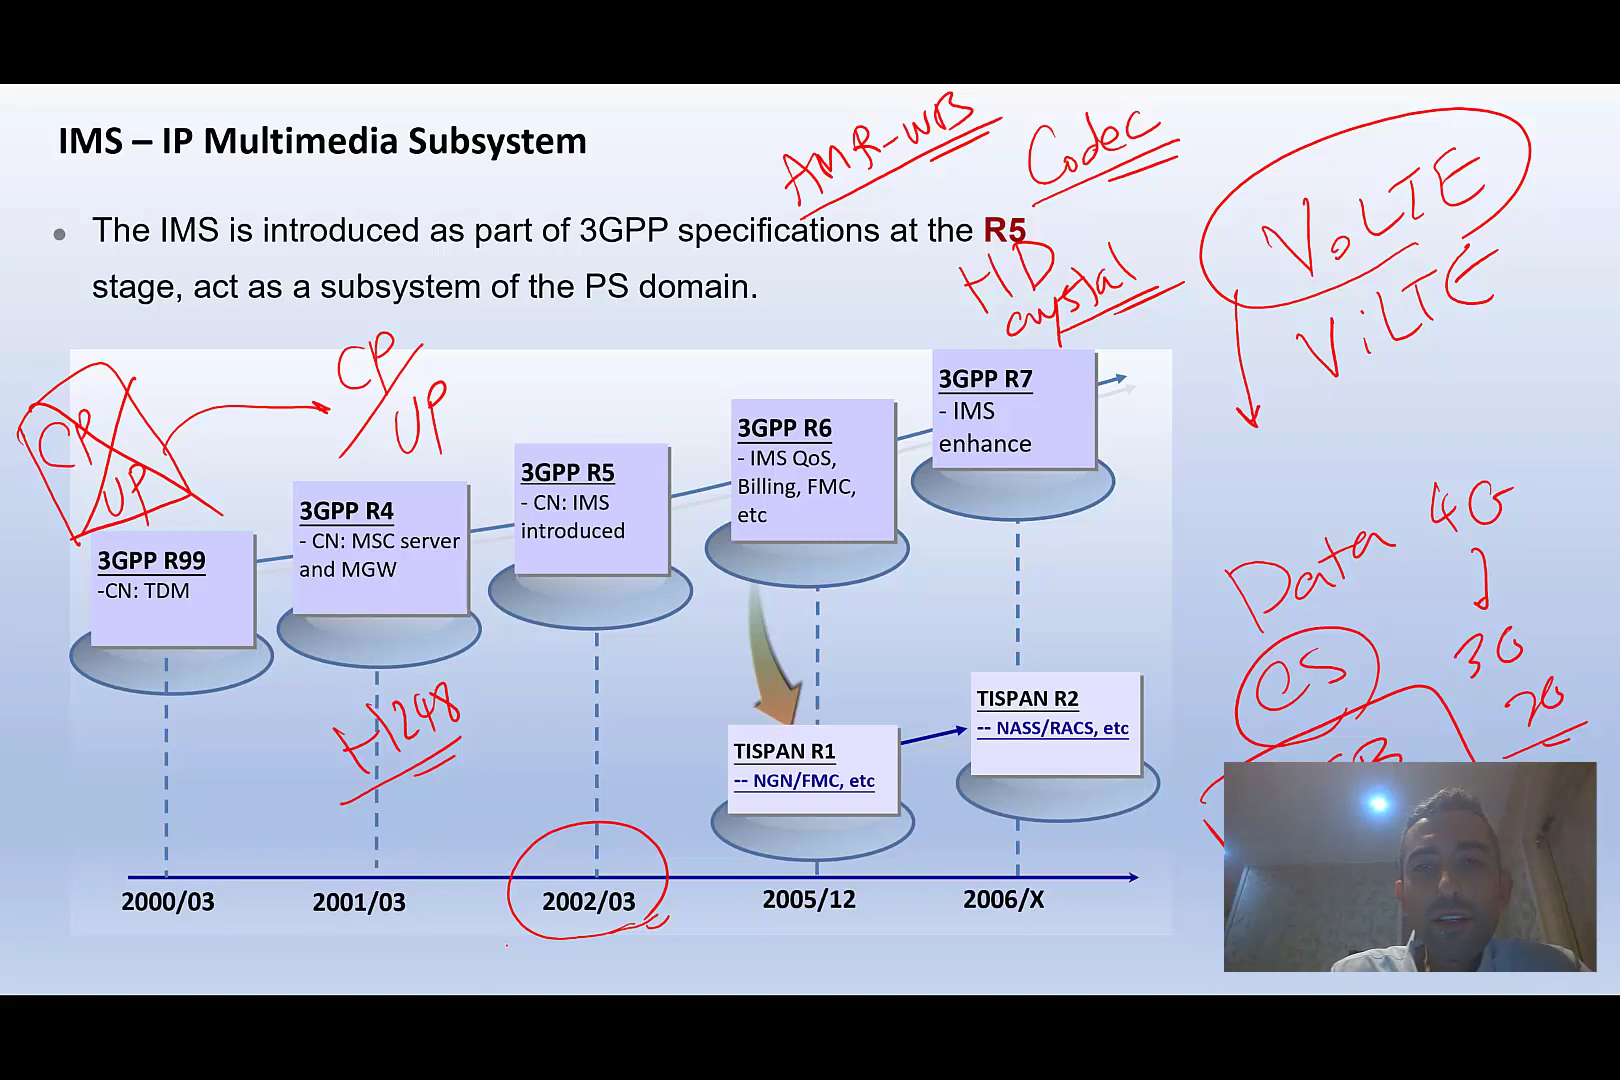 IMS – IP Multimedia Subsystem
AMR-WB
Codec
VoLTE
ViLTE
The IMS is introduced as part of 3GPP specifications at the R5
stage, act as a subsystem of the PS domain.
HD
crystal
CP
UP
CP/
UP
3GPP R99
-CN: TDM
3GPP R4
- CN: MSC server
and MGW
3GPP R5
- CN: IMS
introduced
3GPP R6
- IMS QoS,
Billing, FMC,
etc
3GPP R7
- IMS
enhance
H248
TISPAN R1
-- NGN/FMC, etc
TISPAN R2
-- NASS/RACS, etc
Data
4G
3G
2G
CS
2000/03
2001/03
2002/03
2005/12
2006/X